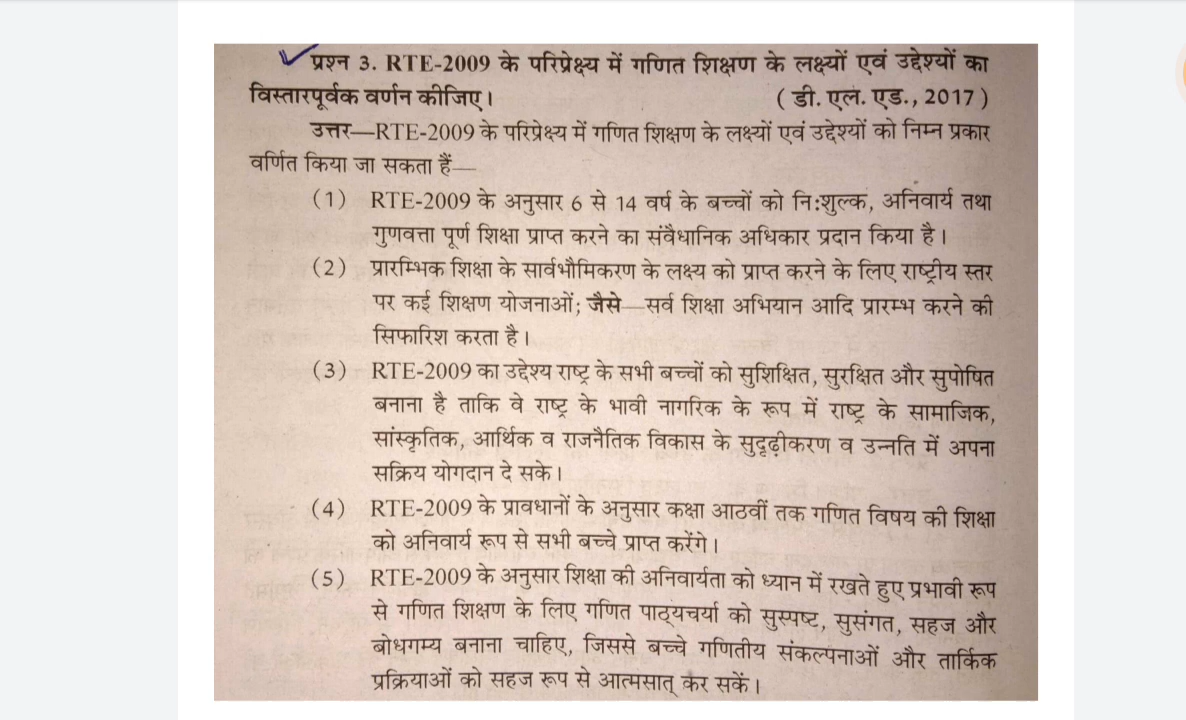 प्रश्न 3. RTE-2009 के परिप्रेक्ष्य में गणित शिक्षण के लक्ष्यों एवं उद्देश्यों का
विस्तारपूर्वक वर्णन कीजिए। ( डी. एल. एड., 2017 )
उत्तर—RTE-2009 के परिप्रेक्ष्य में गणित शिक्षण के लक्ष्यों एवं उद्देश्यों को निम्न प्रकार
वर्णित किया जा सकता हैं—
(1) RTE-2009 के अनुसार 6 से 14 वर्ष के बच्चों को नि:शुल्क, अनिवार्य तथा
गुणवत्ता पूर्ण शिक्षा प्राप्त करने का संवैधानिक अधिकार प्रदान किया है।
(2) प्रारम्भिक शिक्षा के सार्वभौमिकरण के लक्ष्य को प्राप्त करने के लिए राष्ट्रीय स्तर
पर कई शिक्षण योजनाओं; जैसे—सर्व शिक्षा अभियान आदि प्रारम्भ करने की
सिफारिश करता है।
(3) RTE-2009 का उद्देश्य राष्ट्र के सभी बच्चों को सुशिक्षित, सुरक्षित और सुपोषित
बनाना है ताकि वे राष्ट्र के भावी नागरिक के रूप में राष्ट्र के सामाजिक,
सांस्कृतिक, आर्थिक व राजनैतिक विकास के सुदृढ़ीकरण व उन्नति में अपना
सक्रिय योगदान दे सके।
(4) RTE-2009 के प्रावधानों के अनुसार कक्षा आठवीं तक गणित विषय की शिक्षा
को अनिवार्य रूप से सभी बच्चे प्राप्त करेंगे।
(5) RTE-2009 के अनुसार शिक्षा की अनिवार्यता को ध्यान में रखते हुए प्रभावी रूप
से गणित शिक्षण के लिए गणित पाठ्यचर्या को सुस्पष्ट, सुसंगत, सहज और
बोधगम्य बनाना चाहिए, जिससे बच्चे गणितीय संकल्पनाओं और तार्किक
प्रक्रियाओं को सहज रूप से आत्मसात् कर सकें।